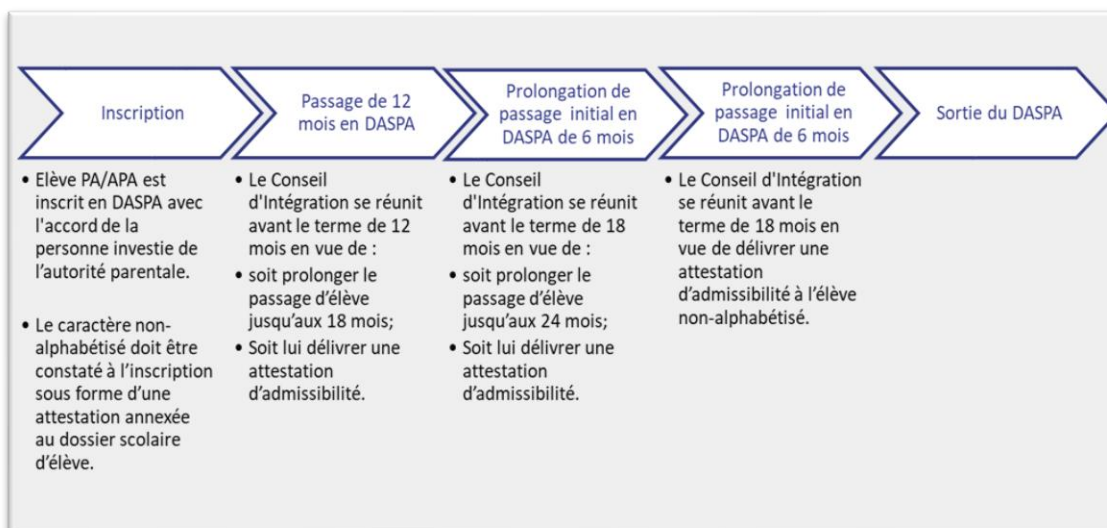 Inscription
Passage de 12
mois en DASPA
Prolongation de
passage initial en
DASPA de 6 mois
Prolongation de
passage initial en
DASPA de 6 mois
Sortie du DASPA
• Elève PA/APA est
inscrit en DASPA avec
l'accord de la
personne investie de
l’autorité parentale.
• Le caractère non-
alphabétisé doit être
constaté à l’inscription
sous forme d’une
attestation annexée
au dossier scolaire
d’élève.
• Le Conseil
d'Intégration se réunit
avant le terme de 12
mois en vue de :
• soit prolonger le
passage d’élève
jusqu’aux 18 mois;
• Soit lui délivrer une
attestation
d’admissibilité.
• Le Conseil
d'Intégration se réunit
avant le terme de 18
mois en vue de :
• soit prolonger le
passage d’élève
jusqu’aux 24 mois;
• Soit lui délivrer une
attestation
d’admissibilité.
• Le Conseil d'Intégration
se réunit avant le
terme de 18 mois en
vue de délivrer une
attestation
d’admissibilité à l’élève
non-alphabétisé.